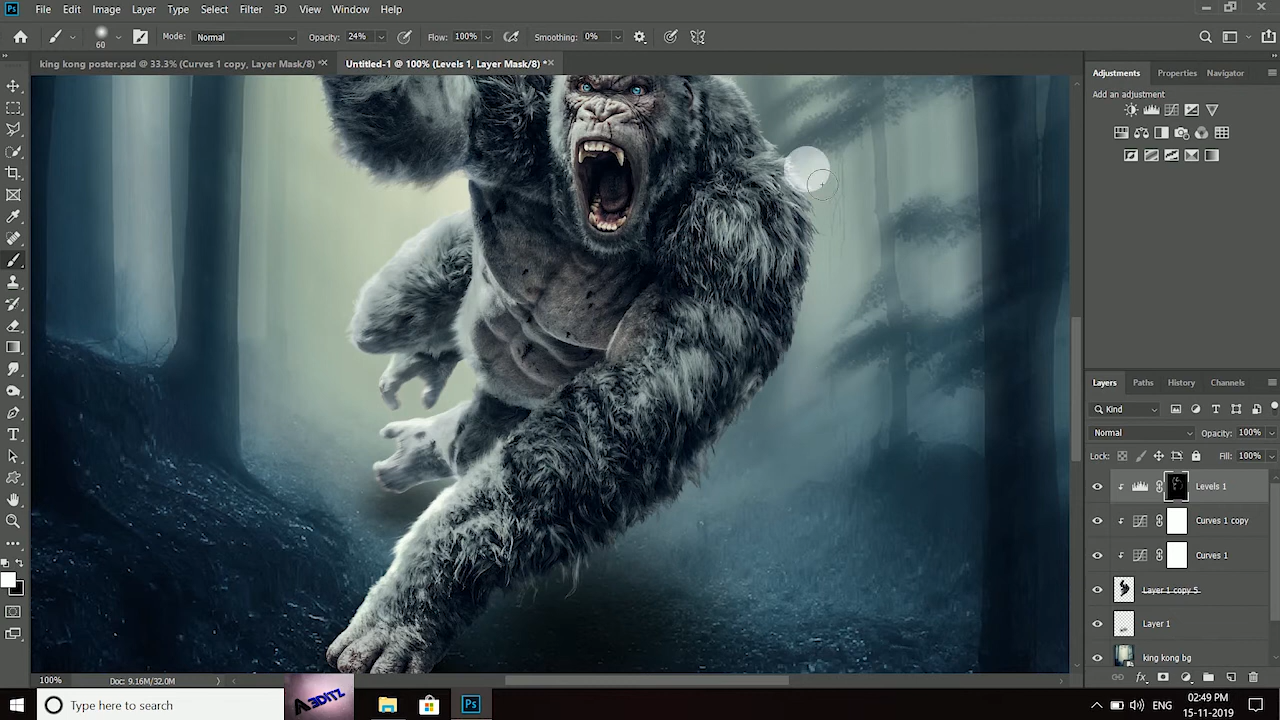 Ps File Edit Image Layer Type Select Filter 3D View Window Help
60 Mode: Normal Opacity: 24% Flow: 100% Smoothing: 0%
king kong poster.psd @ 33.3% (Curves 1 copy, Layer Mask/8) * × Untitled-1 @ 100% (Levels 1, Layer Mask/8) * ×
Adjustments Properties Navigator
Add an adjustment
Layers Paths History Channels
Kind
Normal Opacity: 100%
Lock: Fill: 100%
Levels 1
Curves 1 copy
Curves 1
Layer 1 copy 5
Layer 1
king kong bg
T
100% Doc: 9.16M/32.0M
Type here to search
A 3DITZ
Ps
ENG
02:49 PM
15-11-2019